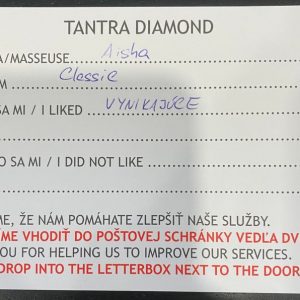 TANTRA DIAMOND
A/MASSEUSE Aisha
M Classic
SA MI / I LIKED VYNIKAJÚCE
O SA MI / I DID NOT LIKE
ME, ŽE NÁM POMÁHATE ZLEPŠIŤ NAŠE SLUŽBY.
ÍME VHODIŤ DO POŠTOVEJ SCHRÁNKY VEDĽA DV
YOU FOR HELPING US TO IMPROVE OUR SERVICES.
DROP INTO THE LETTERBOX NEXT TO THE DOOR